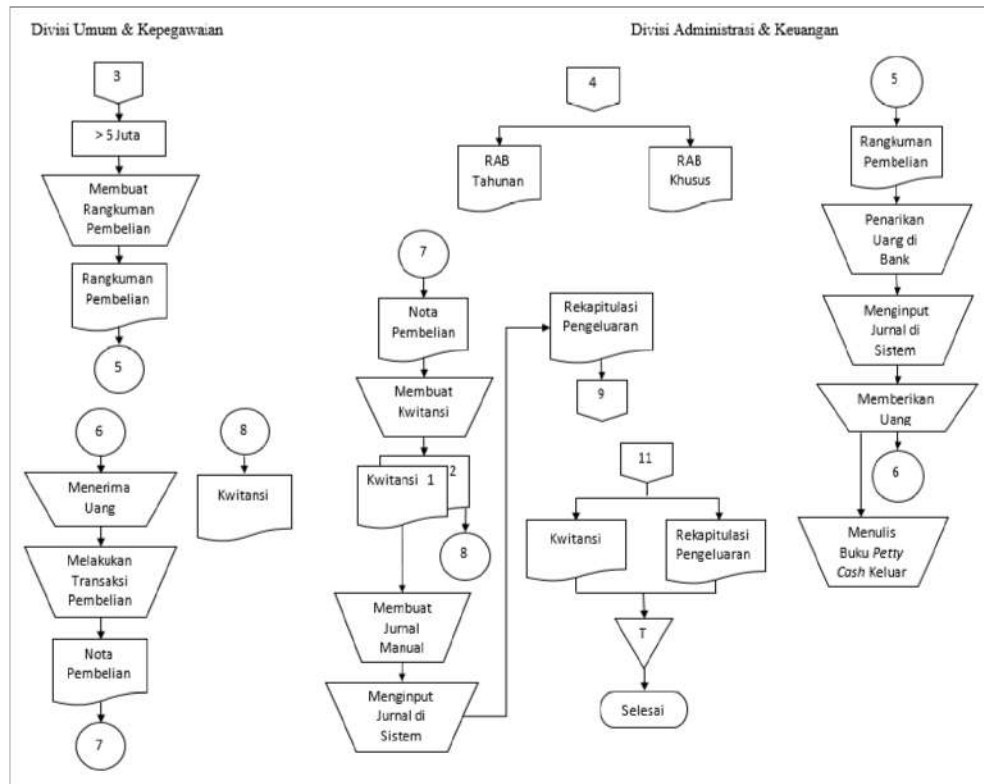 Divisi Umum & Kepegawaian
3
> 5 Juta
Membuat
Rangkuman
Pembelian
Rangkuman
Pembelian
5
6
Menerima
Uang
Melakukan
Transaksi
Pembelian
Nota
Pembelian
7
8
Kwitansi
Divisi Administrasi & Keuangan
4
RAB
Tahunan
RAB
Khusus
7
Nota
Pembelian
Membuat
Kwitansi
2
Kwitansi 1
8
Membuat
Jurnal
Manual
Menginput
Jurnal di
Sistem
Rekapitulasi
Pengeluaran
9
11
Kwitansi
Rekapitulasi
Pengeluaran
T
Selesai
5
Rangkuman
Pembelian
Penarikan
Uang di
Bank
Menginput
Jurnal di
Sistem
Memberikan
Uang
6
Menulis
Buku Petty
Cash Keluar